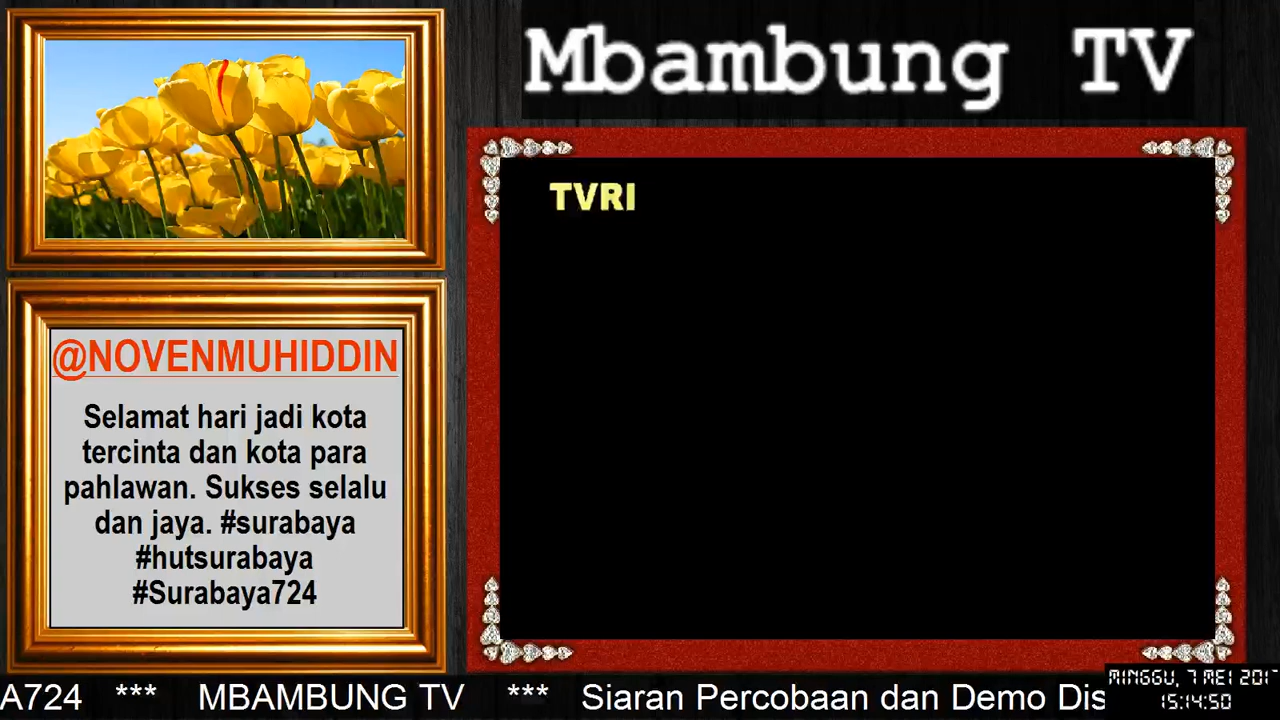 Mbambung TV
TVRI
@NOVENMUHIDDIN
Selamat hari jadi kota
tercinta dan kota para
pahlawan. Sukses selalu
dan jaya. #surabaya
#hutsurabaya
#Surabaya724
A724 *** MBAMBUNG TV *** Siaran Percobaan dan Demo Dis
MINGGU, 7 MEI 2017
15:14:50